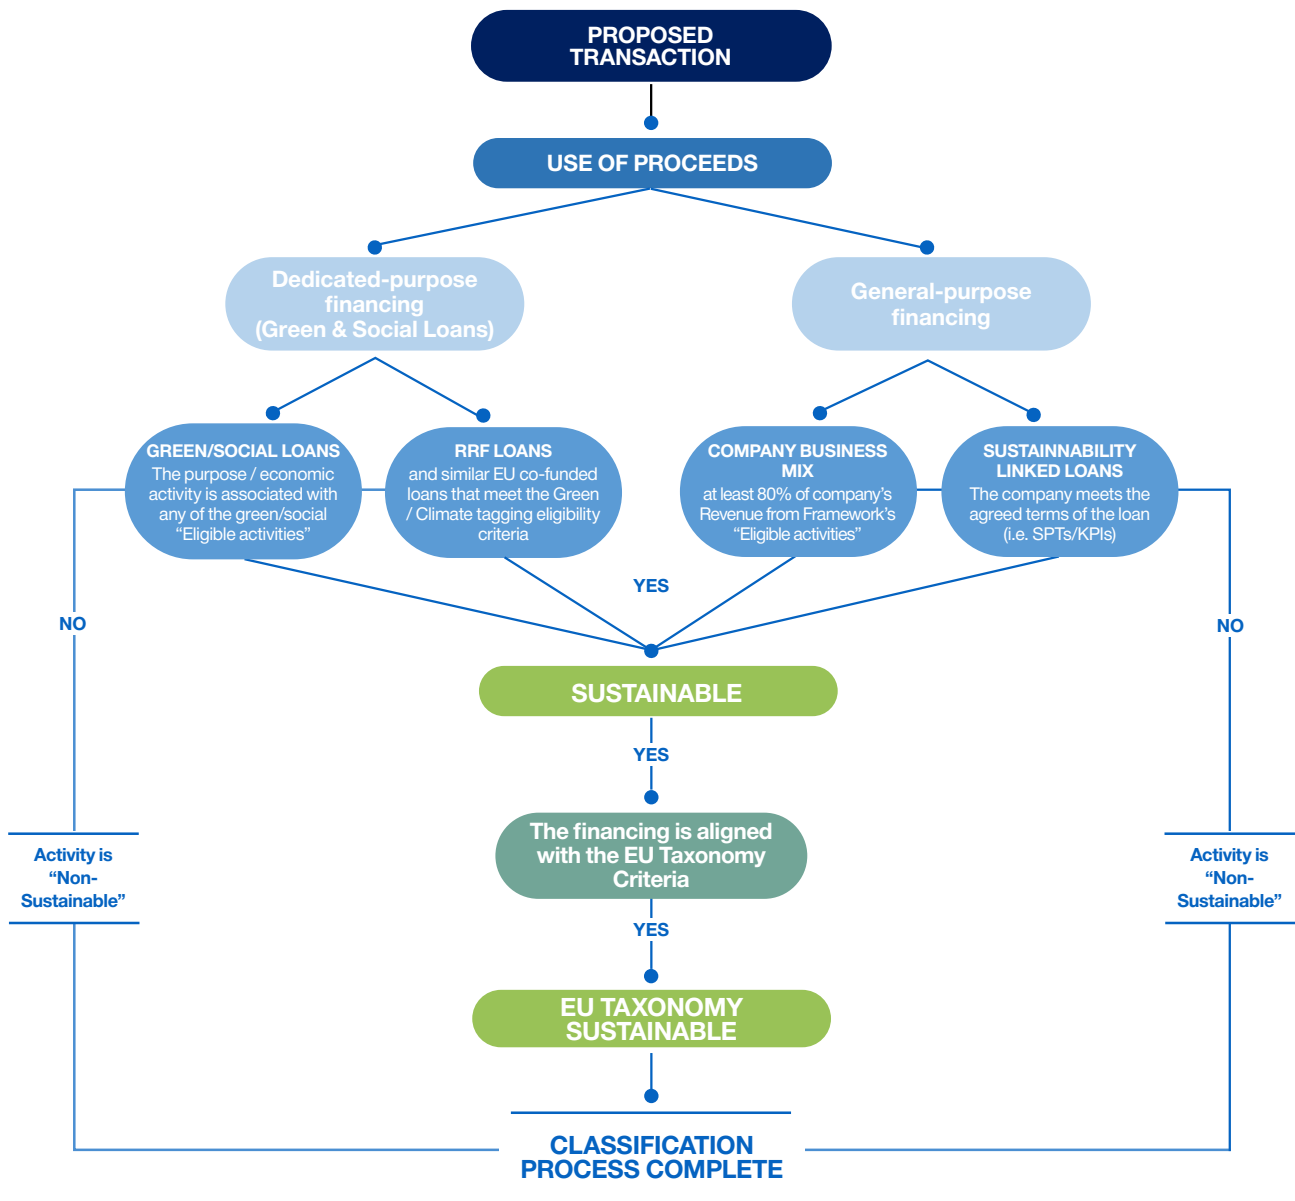 PROPOSED
TRANSACTION
USE OF PROCEEDS
Dedicated-purpose
financing
(Green & Social Loans)
General-purpose
financing
GREEN/SOCIAL LOANS
The purpose / economic
activity is associated with
any of the green/social
“Eligible activities”
RRF LOANS
and similar EU co-funded
loans that meet the Green
/ Climate tagging eligibility
criteria
COMPANY BUSINESS
MIX
at least 80% of company’s
Revenue from Framework’s
“Eligible activities”
SUSTAINNABILITY
LINKED LOANS
The company meets the
agreed terms of the loan
(i.e. SPTs/KPIs)
YES
NO
NO
SUSTAINABLE
YES
The financing is aligned
with the EU Taxonomy
Criteria
Activity is
“Non-
Sustainable”
Activity is
“Non-
Sustainable”
YES
EU TAXONOMY
SUSTAINABLE
CLASSIFICATION
PROCESS COMPLETE